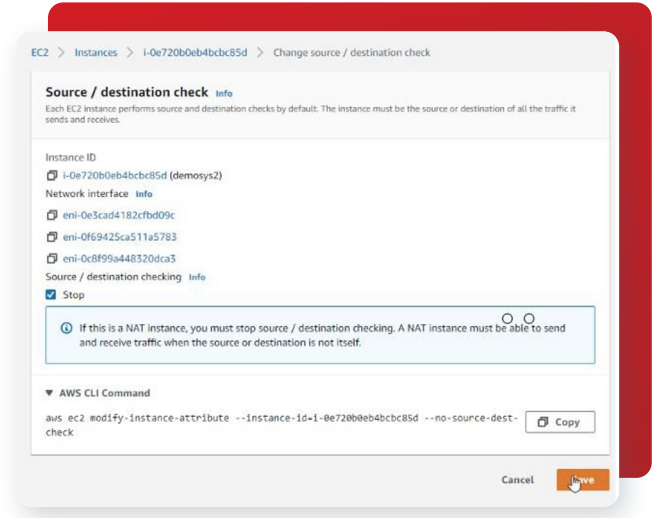 EC2 > Instances > i-0e720b0eb4bcbc85d > Change source / destination check
Source / destination check Info
Each EC2 instance performs source and destination checks by default. The instance must be the source or destination of all the traffic it
sends and receives.
Instance ID
i-0e720b0eb4bcbc85d (demosys2)
Network interface Info
eni-0e3cad4182cfbd09c
eni-0f69425ca511a5783
eni-0c8f99a448320dca3
Source / destination checking Info
Stop
If this is a NAT instance, you must stop source / destination checking. A NAT instance must be able to send
and receive traffic when the source or destination is not itself.
AWS CLI Command
aws ec2 modify-instance-attribute --instance-id=i-0e720b0eb4bcbc85d --no-source-dest-
check
Copy
Cancel